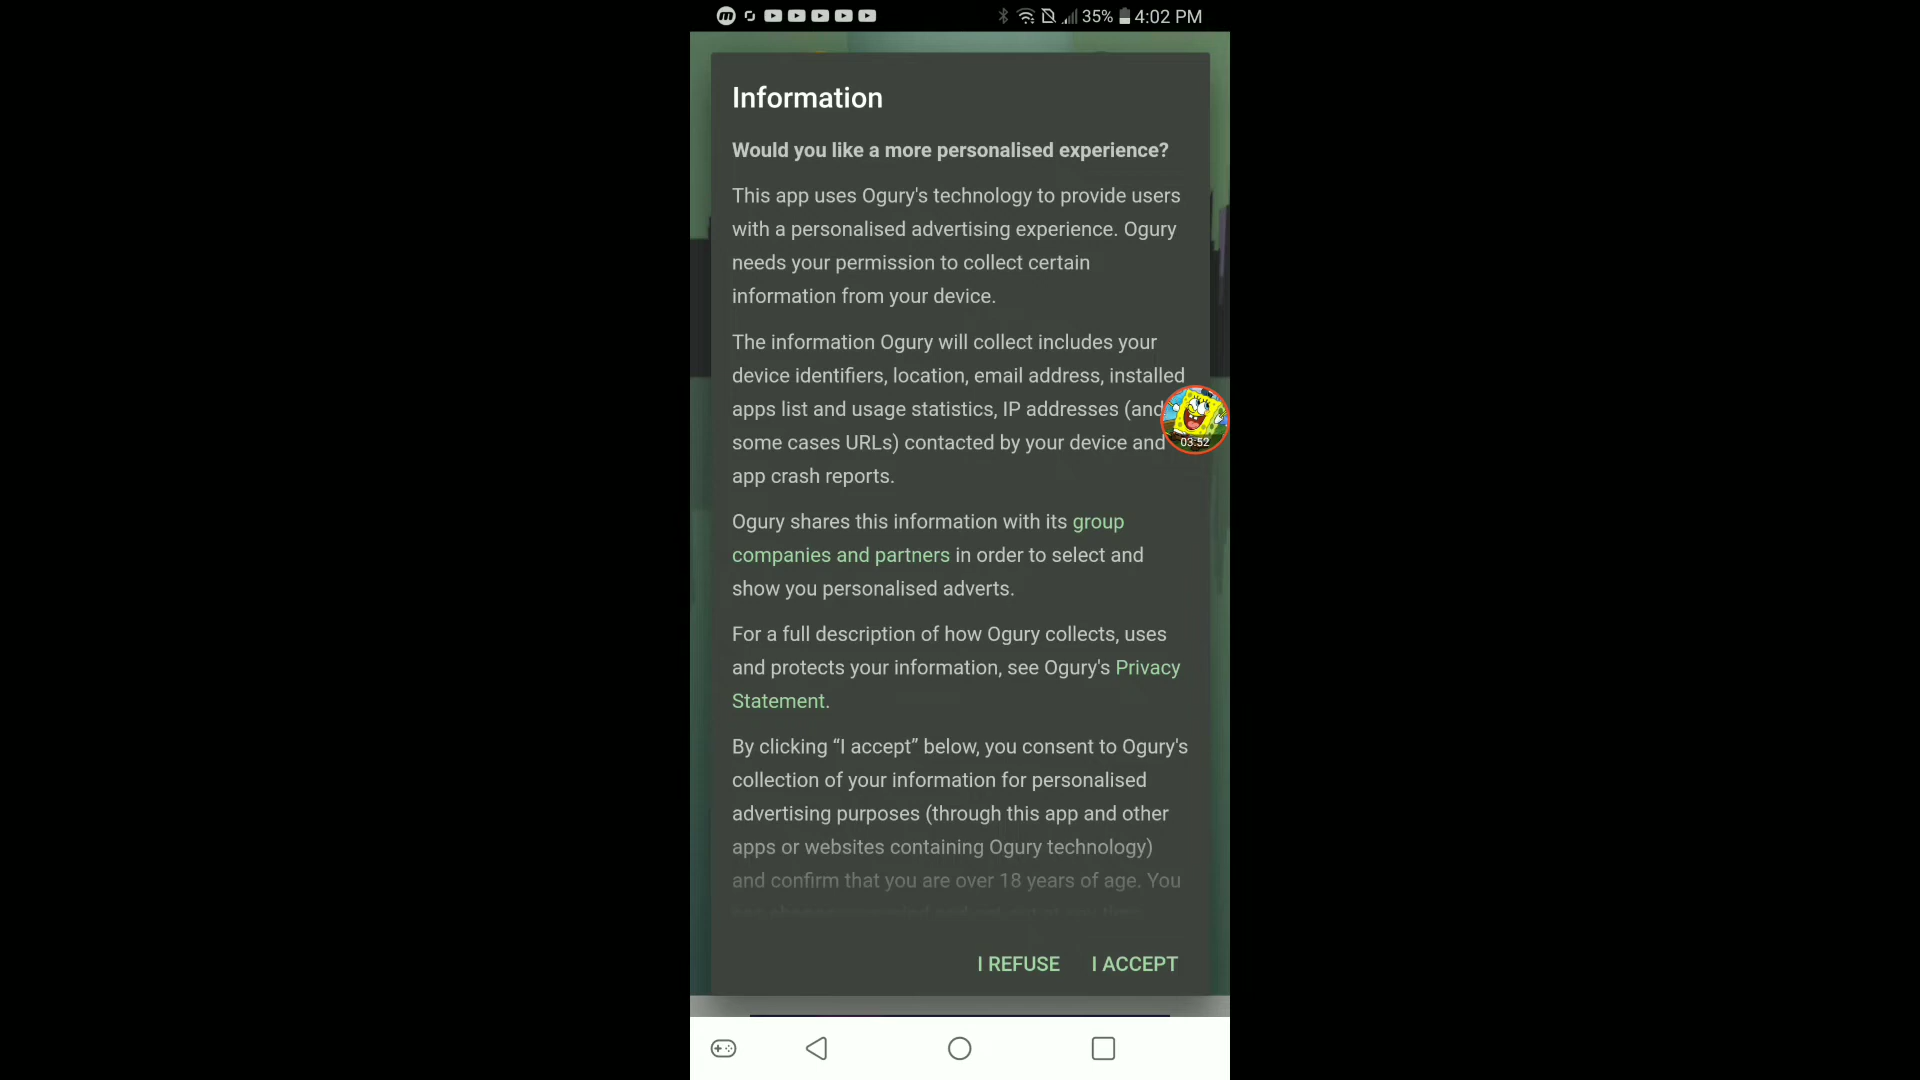 35% 4:02 PM
Information
Would you like a more personalised experience?
This app uses Ogury's technology to provide users
with a personalised advertising experience. Ogury
needs your permission to collect certain
information from your device.
The information Ogury will collect includes your
device identifiers, location, email address, installed
apps list and usage statistics, IP addresses (and
some cases URLs) contacted by your device and
03:52
app crash reports.
Ogury shares this information with its group
companies and partners in order to select and
show you personalised adverts.
For a full description of how Ogury collects, uses
and protects your information, see Ogury's Privacy
Statement.
By clicking “I accept” below, you consent to Ogury's
collection of your information for personalised
advertising purposes (through this app and other
apps or websites containing Ogury technology)
and confirm that you are over 18 years of age. You
I REFUSE I ACCEPT